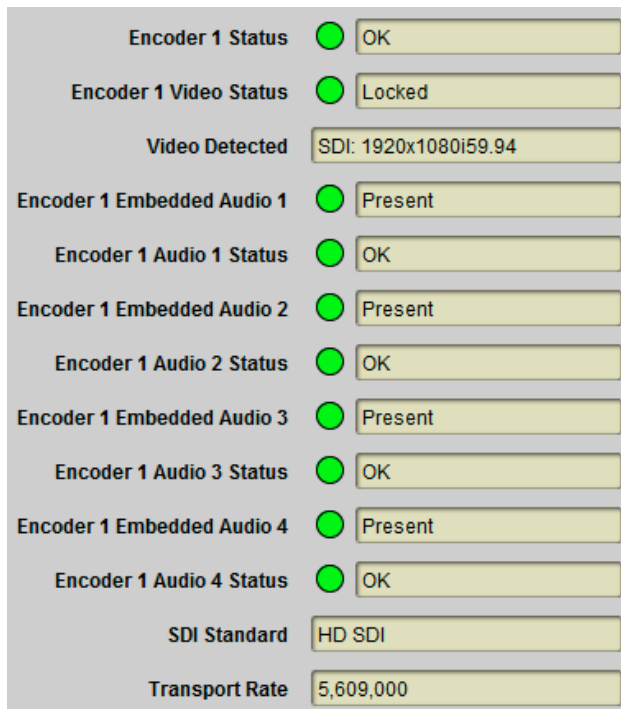 Encoder 1 Status OK
Encoder 1 Video Status Locked
Video Detected SDI: 1920x1080i59.94
Encoder 1 Embedded Audio 1 Present
Encoder 1 Audio 1 Status OK
Encoder 1 Embedded Audio 2 Present
Encoder 1 Audio 2 Status OK
Encoder 1 Embedded Audio 3 Present
Encoder 1 Audio 3 Status OK
Encoder 1 Embedded Audio 4 Present
Encoder 1 Audio 4 Status OK
SDI Standard HD SDI
Transport Rate 5,609,000